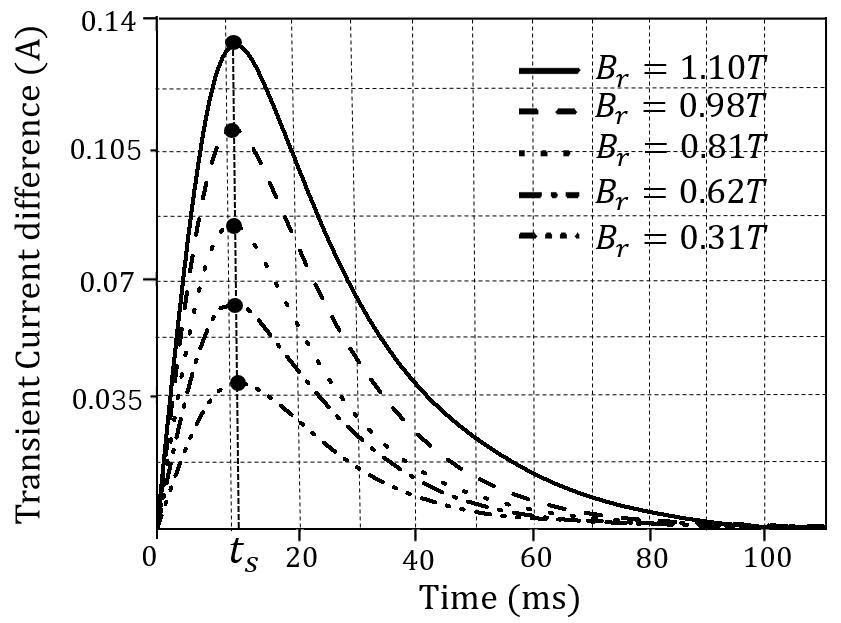 Transient Current difference (A)
0.14
0.105
0.07
0.035
B_r = 1.10T
B_r = 0.98T
B_r = 0.81T
B_r = 0.62T
B_r = 0.31T
0 t_s 20 40 60 80 100
Time (ms)